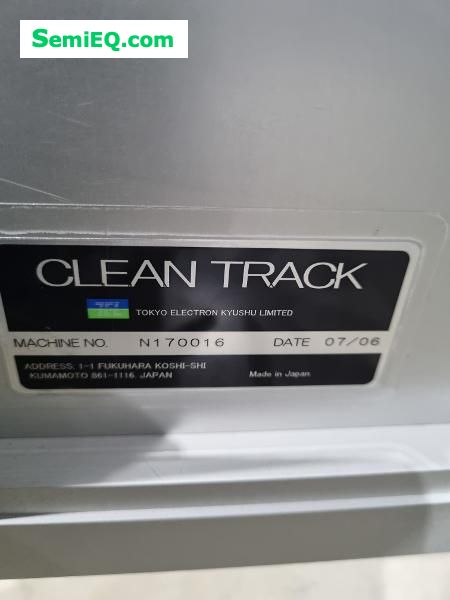 SemiEQ.com
CLEAN TRACK
TEL TOKYO ELECTRON KYUSHU LIMITED
MACHINE NO. N170016 DATE 07/06
ADDRESS. 1-1 FUKUHARA KOSHI-SHI
KUMAMOTO 861-1116. JAPAN Made in Japan.